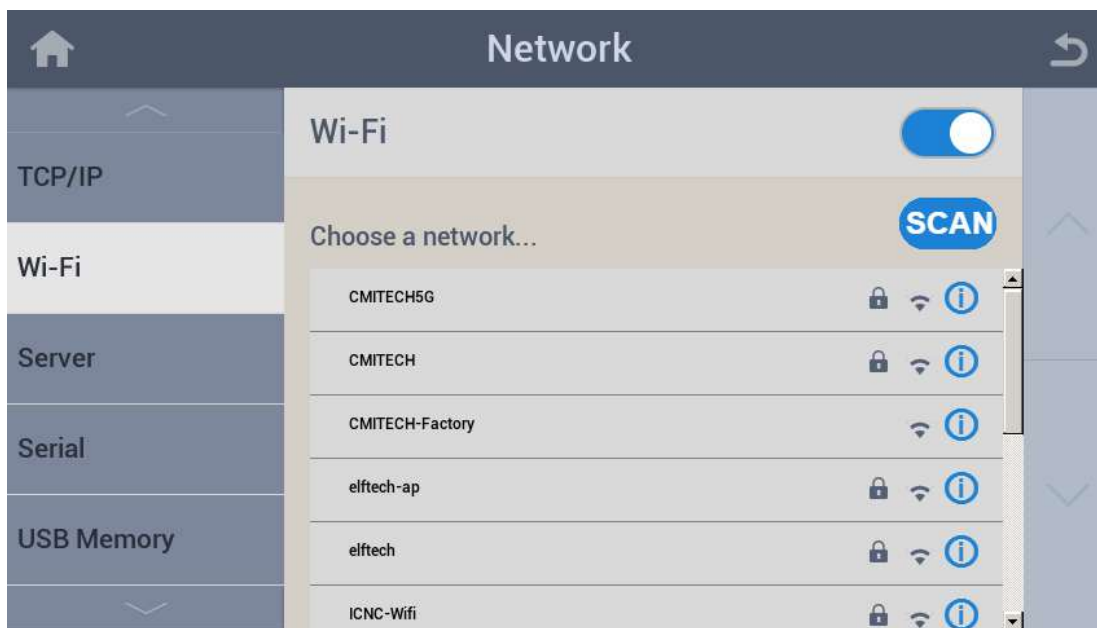 Network
TCP/IP
Wi-Fi
Server
Serial
USB Memory
Wi-Fi
Choose a network...
SCAN
CMITECH5G
CMITECH
CMITECH-Factory
elftech-ap
elftech
ICNC-Wifi